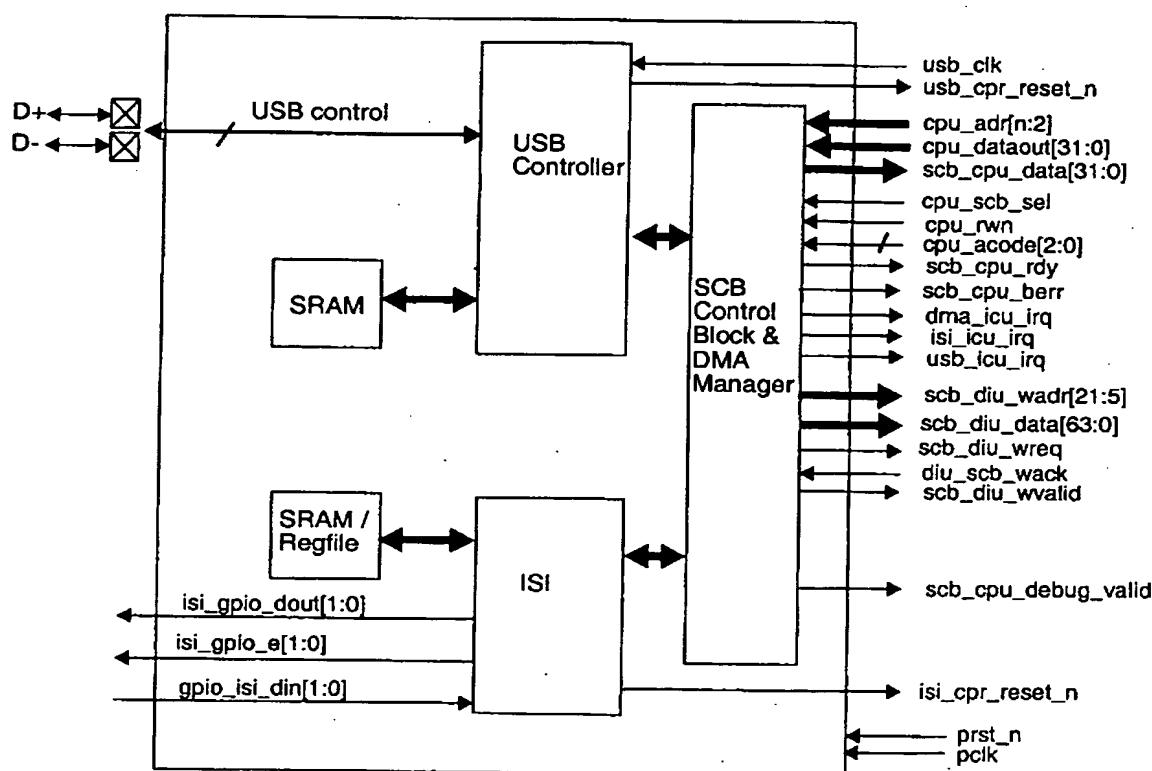 D+
D-
USB control
USB
Controller
SRAM
SRAM /
Regfile
ISI
SCB
Control
Block &
DMA
Manager
isi_gpio_dout[1:0]
isi_gpio_e[1:0]
gpio_isi_din[1:0]
usb_clk
usb_cpr_reset_n
cpu_adr[n:2]
cpu_dataout[31:0]
scb_cpu_data[31:0]
cpu_scb_sel
cpu_rwn
cpu_acode[2:0]
scb_cpu_rdy
scb_cpu_berr
dma_icu_irq
isi_icu_irq
usb_icu_irq
scb_diu_wadr[21:5]
scb_diu_data[63:0]
scb_diu_wreq
diu_scb_wack
scb_diu_wvalid
scb_cpu_debug_valid
isi_cpr_reset_n
prst_n
pclk